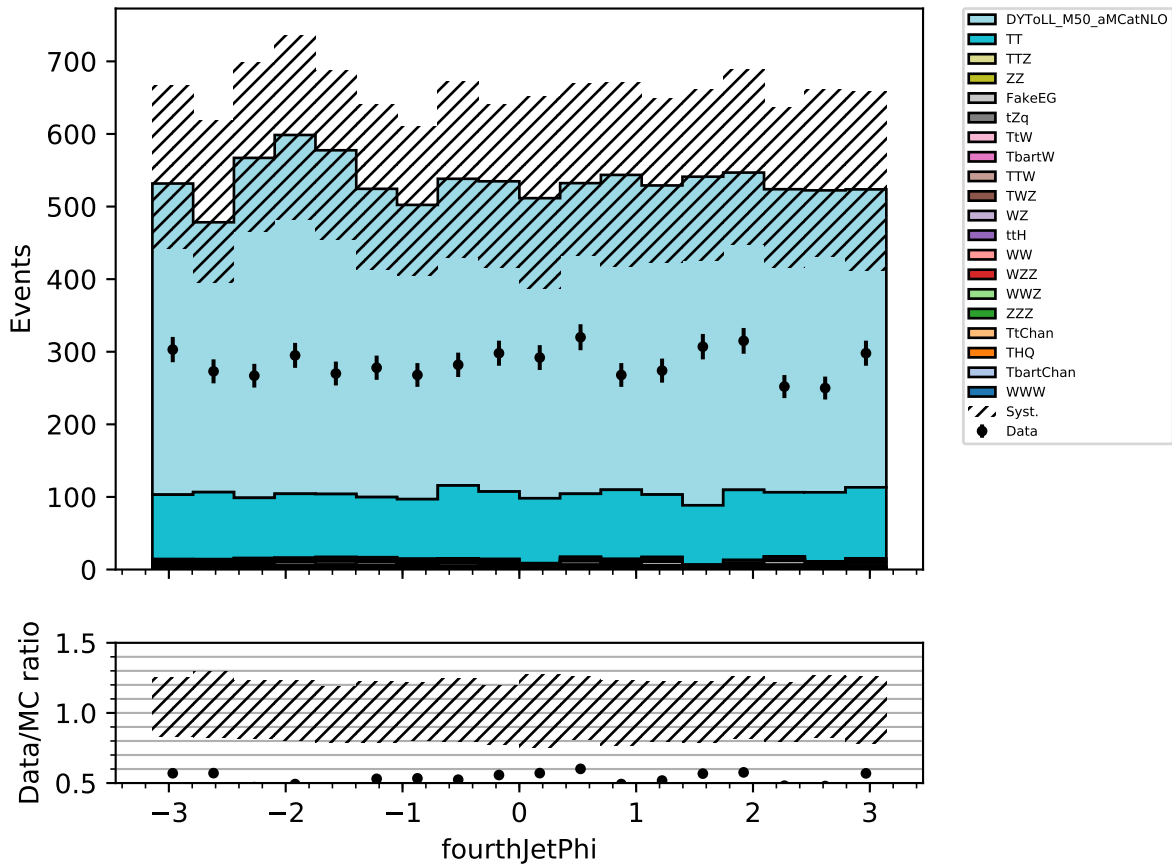 700
600
500
400
300
200
100
0
Events
DYToLL_M50_aMCatNLO
TT
TTZ
ZZ
FakeEG
tZq
TtW
TbartW
TTW
TWZ
WZ
ttH
WW
WZZ
WWZ
ZZZ
TtChan
THQ
TbartChan
WWW
Syst.
Data
1.5
1.0
0.5
Data/MC ratio
−3 −2 −1 0 1 2 3
fourthJetPhi